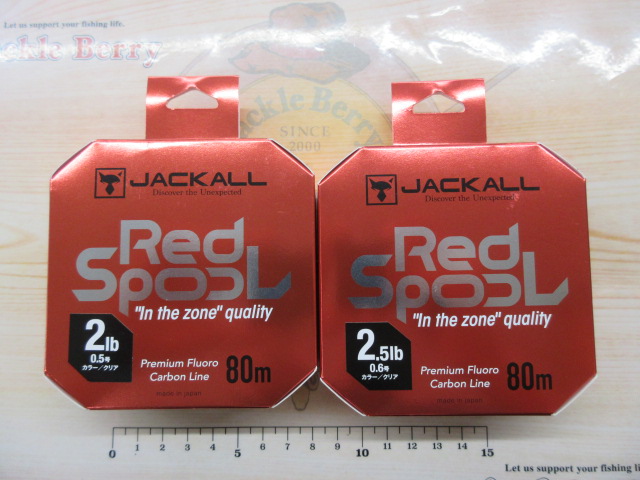 Let us support your fishing life.
ckle Berry
ckle Berry
SINCE
2000
JACKALL
Discover the Unexpected
Red
Spool
"In the zone" quality
2lb
0.5号
カラー/クリア
Premium Fluoro
Carbon Line
80m
made in japan
JACKALL
Discover the Unexpected
Red
Spool
"In the zone" quality
2.5lb
0.6号
カラー/クリア
Premium Fluoro
Carbon Line
80m
made in japan
0 1 2 3 4 5 6 7 8 9 10 11 12 13 14 15
Let us support your fishing